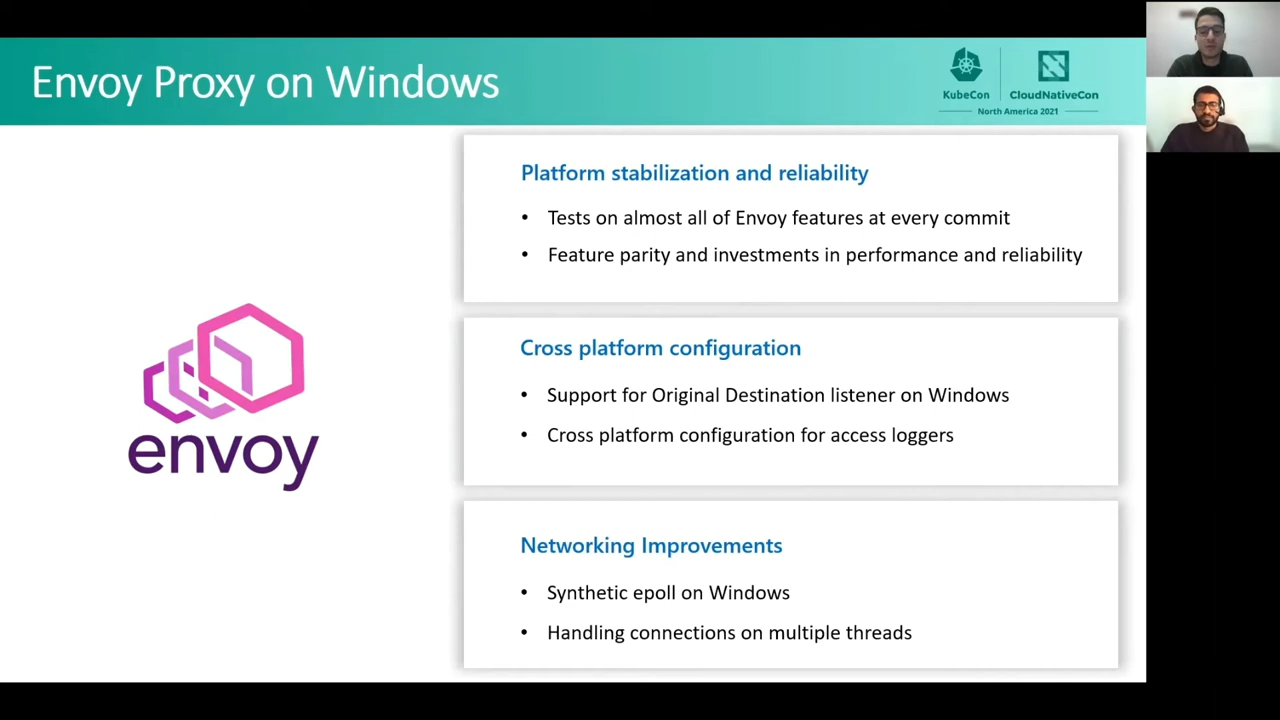 Envoy Proxy on Windows
KubeCon
CloudNativeCon
North America 2021
Platform stabilization and reliability
• Tests on almost all of Envoy features at every commit
• Feature parity and investments in performance and reliability
envoy
Cross platform configuration
• Support for Original Destination listener on Windows
• Cross platform configuration for access loggers
Networking Improvements
• Synthetic epoll on Windows
• Handling connections on multiple threads